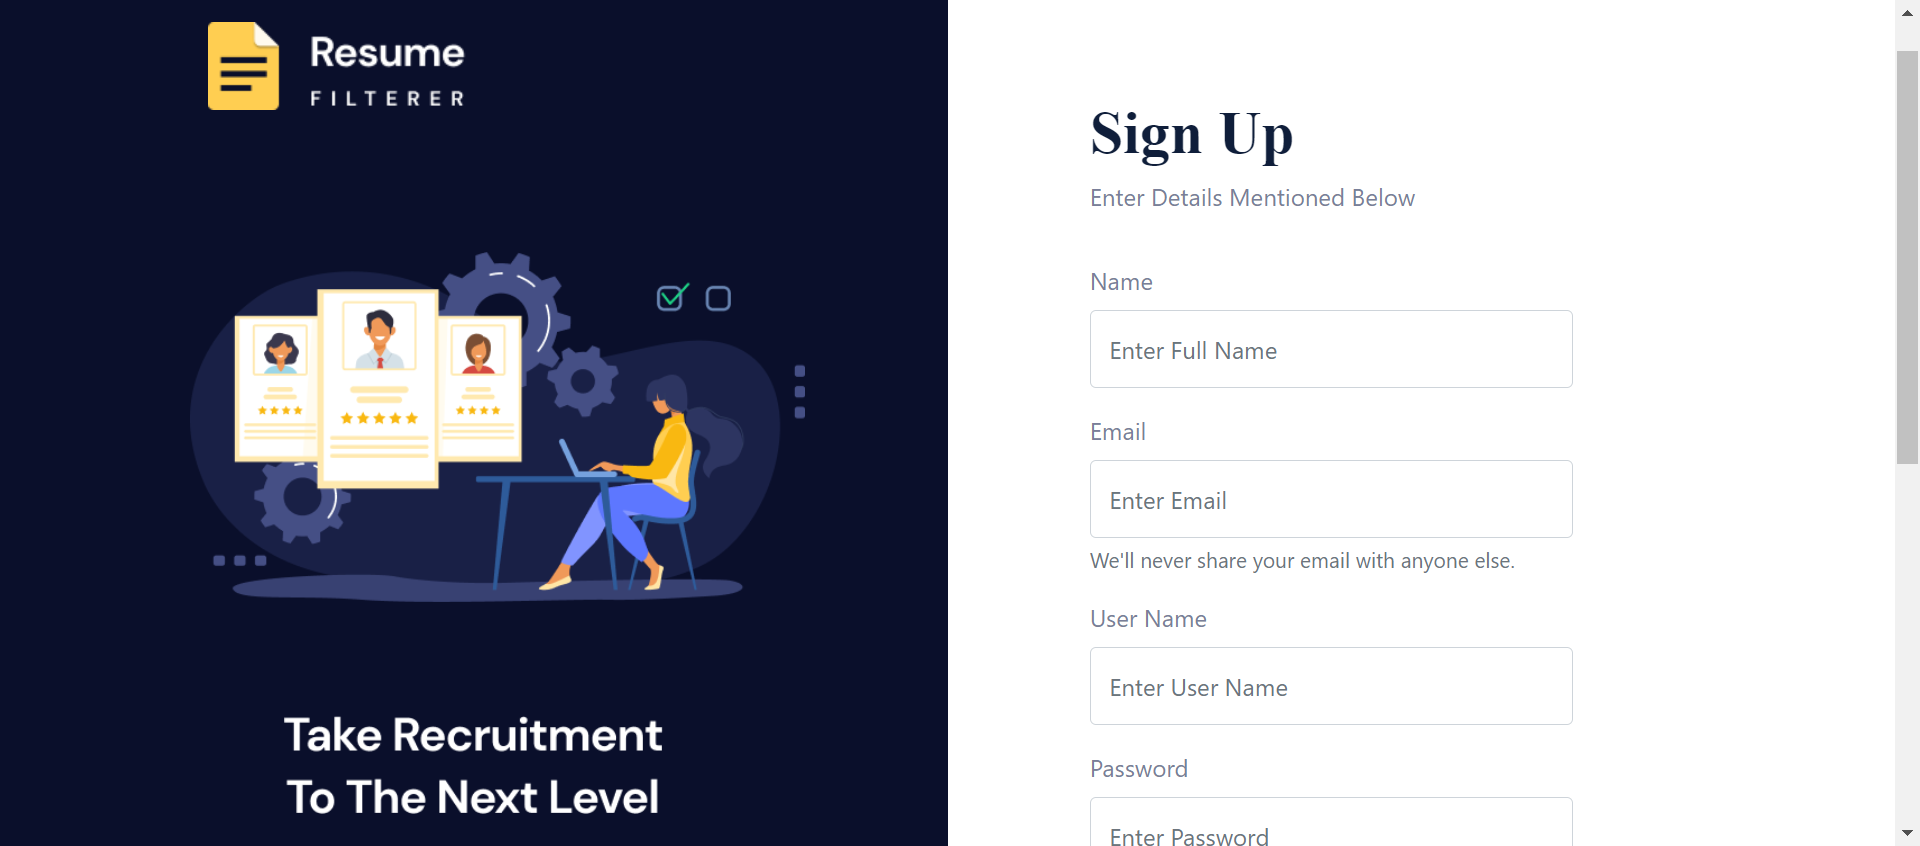 Resume
FILTERER
Take Recruitment
To The Next Level
Sign Up
Enter Details Mentioned Below
Name
Enter Full Name
Email
Enter Email
We'll never share your email with anyone else.
User Name
Enter User Name
Password
Enter Password